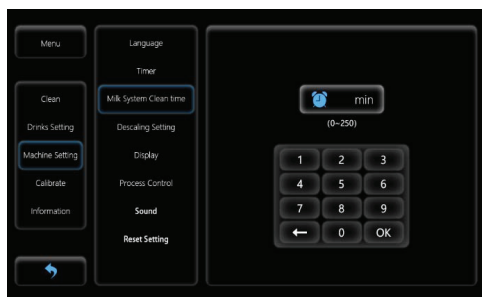 Menu
Clean
Drinks Setting
Machine Setting
Calibrate
Information
Language
Timer
Milk System Clean time
Descaling Setting
Display
Process Control
Sound
Reset Setting
min
(0~250)
1 2 3
4 5 6
7 8 9
← 0 OK